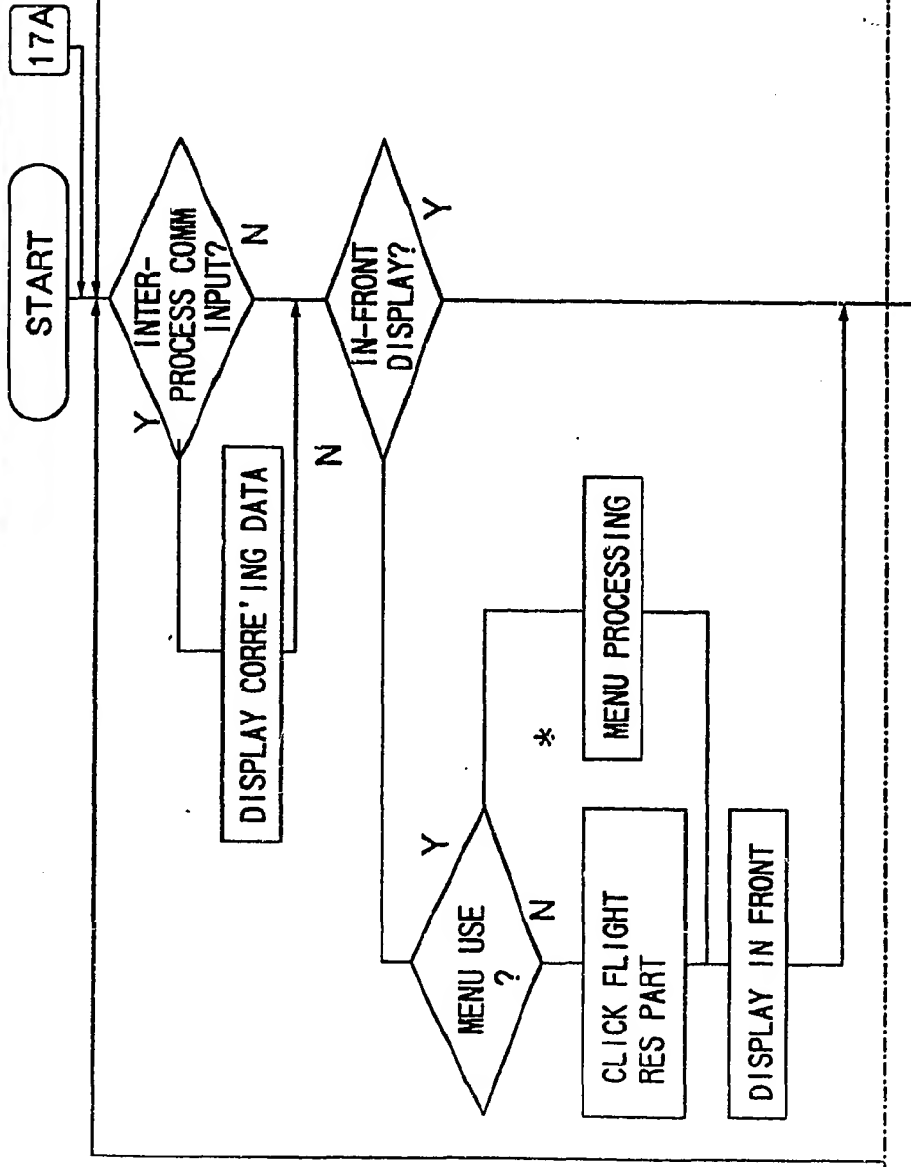 START
17A
INTER-
PROCESS COMM
INPUT?
Y
N
DISPLAY CORRE'ING DATA
N
IN-FRONT
DISPLAY?
Y
MENU USE
?
Y
N
*
MENU PROCESSING
CLICK FLIGHT
RES PART
DISPLAY IN FRONT